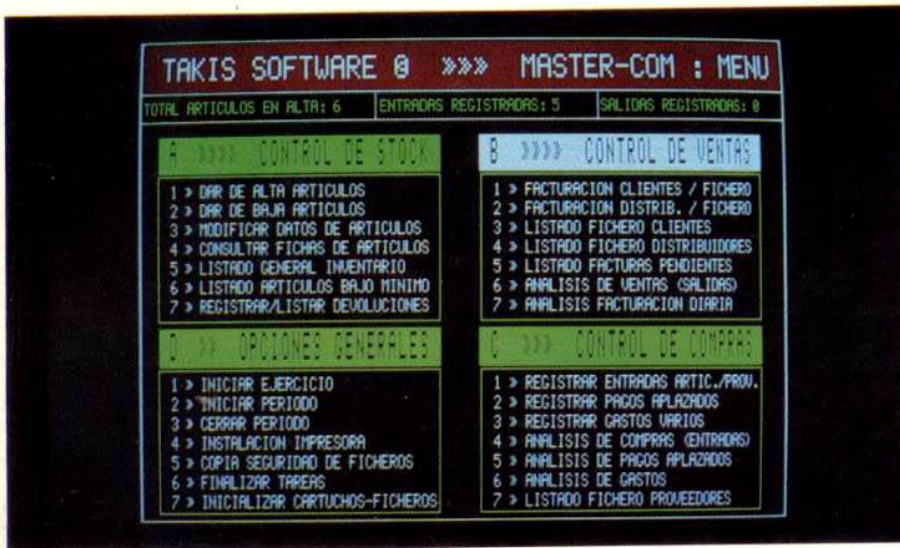 TAKIS SOFTWARE @ »» MASTER-COM : MENU
TOTAL ARTICULOS EN ALTA: 6 ENTRADAS REGISTRADAS: 5 SALIDAS REGISTRADAS: 0
A »»» CONTROL DE STOCK
1 » DAR DE ALTA ARTICULOS
2 » DAR DE BAJA ARTICULOS
3 » MODIFICAR DATOS DE ARTICULOS
4 » CONSULTAR FICHAS DE ARTICULOS
5 » LISTADO GENERAL INVENTARIO
6 » LISTADO ARTICULOS BAJO MINIMO
7 » REGISTRAR/LISTAR DEVOLUCIONES
B »»» CONTROL DE VENTAS
1 » FACTURACION CLIENTES / FICHERO
2 » FACTURACION DISTRIB. / FICHERO
3 » LISTADO FICHERO CLIENTES
4 » LISTADO FICHERO DISTRIBUIDORES
5 » LISTADO FACTURAS PENDIENTES
6 » ANALISIS DE VENTAS (SALIDAS)
7 » ANALISIS FACTURACION DIARIA
D »» OPCIONES GENERALES
1 » INICIAR EJERCICIO
2 » INICIAR PERIODO
3 » CERRAR PERIODO
4 » INSTALACION IMPRESORA
5 » COPIA SEGURIDAD DE FICHEROS
6 » FINALIZAR TAREAS
7 » INICIALIZAR CARTUCHOS-FICHEROS
C »» CONTROL DE COMPRAS
1 » REGISTRAR ENTRADAS ARTIC./PROV.
2 » REGISTRAR PAGOS APLAZADOS
3 » REGISTRAR GASTOS VARIOS
4 » ANALISIS DE COMPRAS (ENTRADAS)
5 » ANALISIS DE PAGOS APLAZADOS
6 » ANALISIS DE GASTOS
7 » LISTADO FICHERO PROVEEDORES